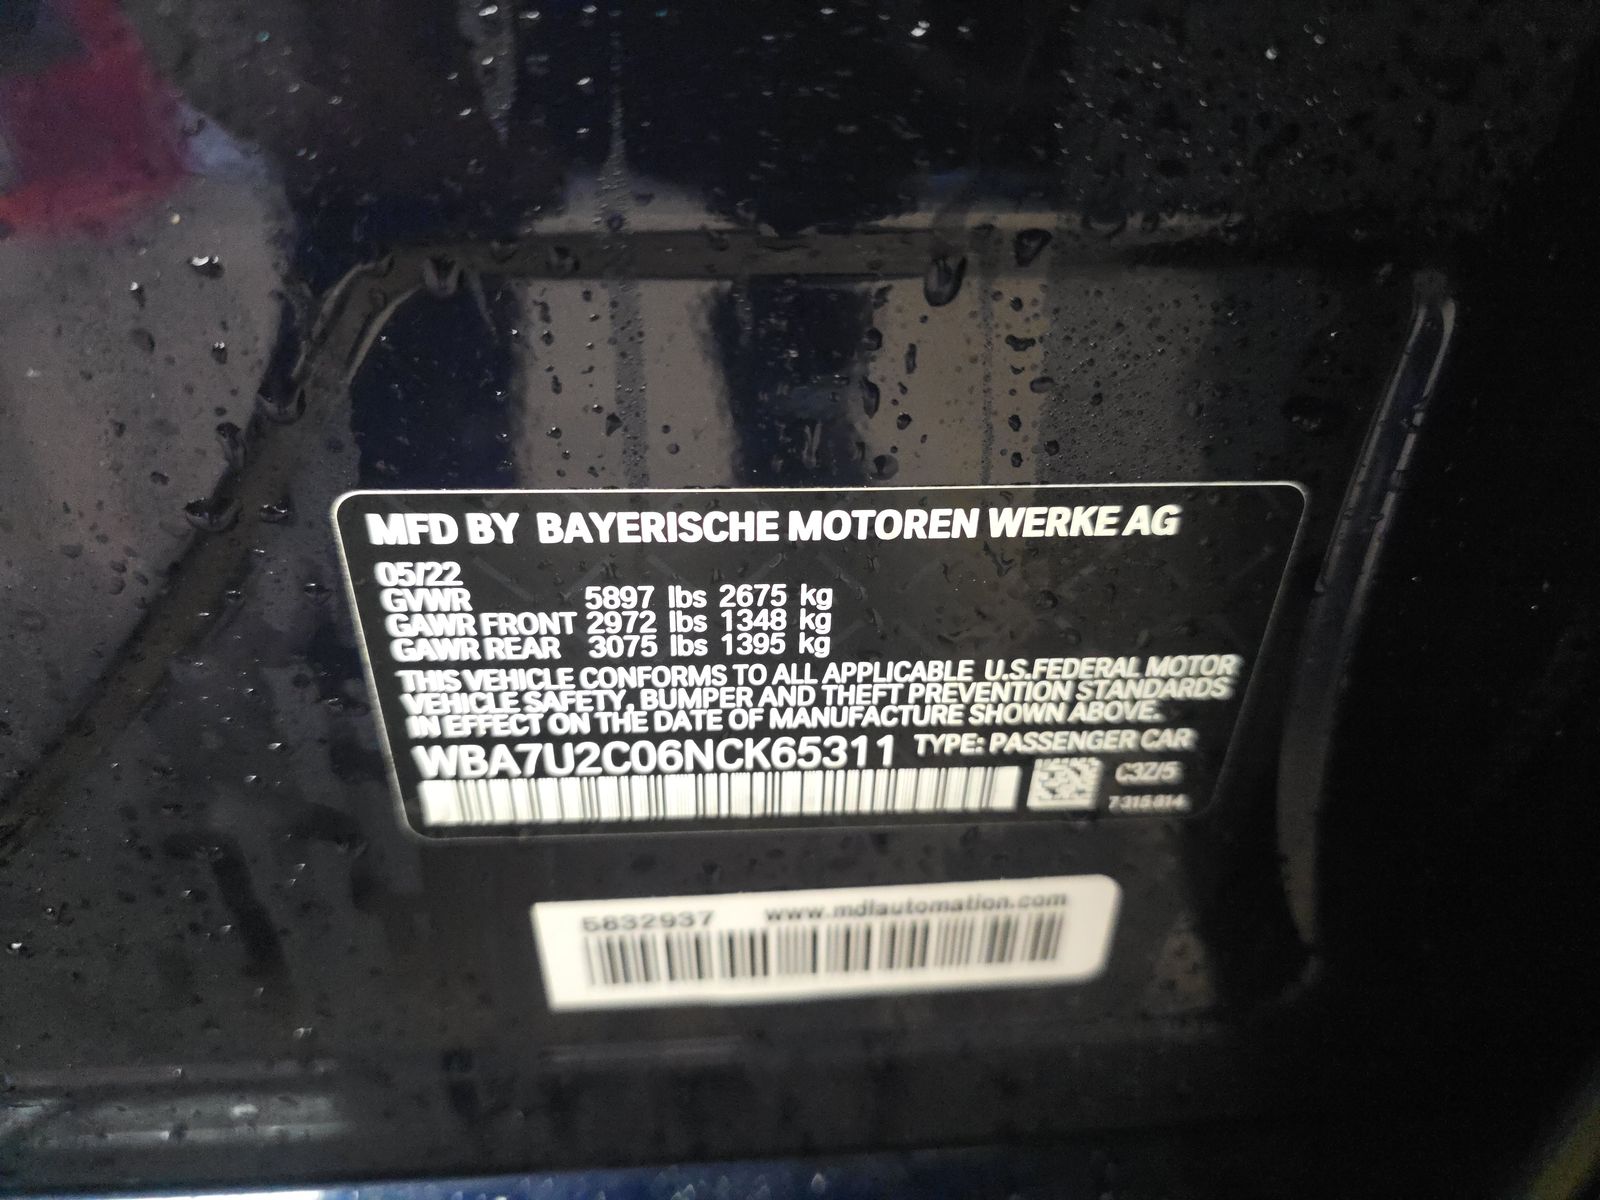 MFD BY BAYERISCHE MOTOREN WERKE AG
05/22
GVWR 5897 lbs 2675 kg
GAWR FRONT 2972 lbs 1348 kg
GAWR REAR 3075 lbs 1395 kg
THIS VEHICLE CONFORMS TO ALL APPLICABLE U.S.FEDERAL MOTOR
VEHICLE SAFETY, BUMPER AND THEFT PREVENTION STANDARDS
IN EFFECT ON THE DATE OF MANUFACTURE SHOWN ABOVE.
WBA7U2C06NCK65311 TYPE: PASSENGER CAR
C3Z/5
7 315 814
5832937 www.mdlautomation.com